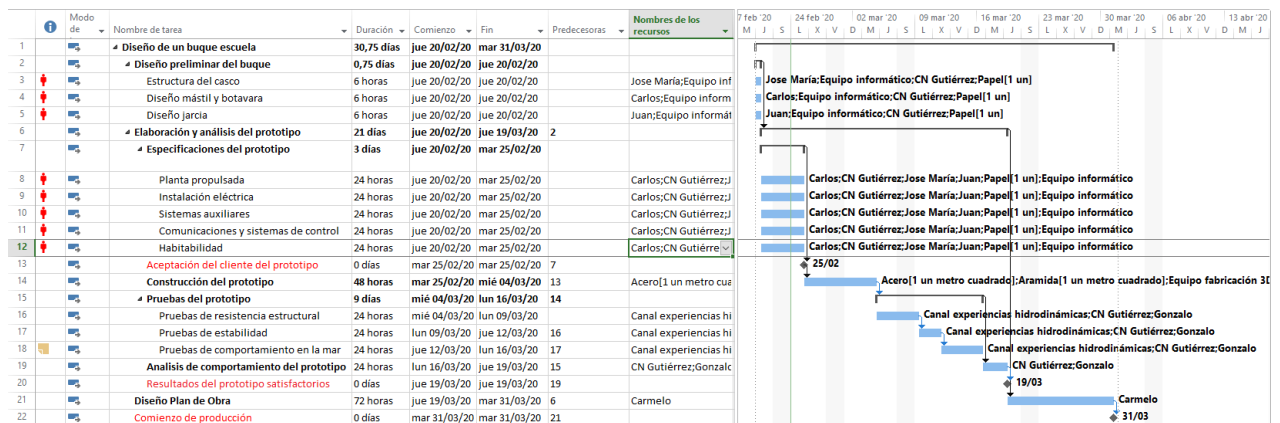 Modo de Nombre de tarea Duración Comienzo Fin Predecesoras Nombres de los recursos
7 feb '20 24 feb '20 02 mar '20 09 mar '20 16 mar '20 23 mar '20 30 mar '20 06 abr '20 13 abr '20
M J S L X V D M J S L X V D M J S L X V D M J S L X V D M J
1 Diseño de un buque escuela 30,75 días jue 20/02/20 mar 31/03/20
2 Diseño preliminar del buque 0,75 días jue 20/02/20 jue 20/02/20
3 Estructura del casco 6 horas jue 20/02/20 jue 20/02/20 Jose María;Equipo inf Jose María;Equipo informático;CN Gutiérrez;Papel[1 un]
4 Diseño mástil y botavara 6 horas jue 20/02/20 jue 20/02/20 Carlos;Equipo inform Carlos;Equipo informático;CN Gutiérrez;Papel[1 un]
5 Diseño jarcia 6 horas jue 20/02/20 jue 20/02/20 Juan;Equipo informát Juan;Equipo informático;CN Gutiérrez;Papel[1 un]
6 Elaboración y análisis del prototipo 21 días jue 20/02/20 jue 19/03/20 2
7 Especificaciones del prototipo 3 días jue 20/02/20 mar 25/02/20
8 Planta propulsada 24 horas jue 20/02/20 mar 25/02/20 Carlos;CN Gutiérrez;J Carlos;CN Gutiérrez;Jose María;Juan;Papel[1 un];Equipo informático
9 Instalación eléctrica 24 horas jue 20/02/20 mar 25/02/20 Carlos;CN Gutiérrez;J Carlos;CN Gutiérrez;Jose María;Juan;Papel[1 un];Equipo informático
10 Sistemas auxiliares 24 horas jue 20/02/20 mar 25/02/20 Carlos;CN Gutiérrez;J Carlos;CN Gutiérrez;Jose María;Juan;Papel[1 un];Equipo informático
11 Comunicaciones y sistemas de control 24 horas jue 20/02/20 mar 25/02/20 Carlos;CN Gutiérrez;J Carlos;CN Gutiérrez;Jose María;Juan;Papel[1 un];Equipo informático
12 Habitabilidad 24 horas jue 20/02/20 mar 25/02/20 Carlos;CN Gutiérre Carlos;CN Gutiérrez;Jose María;Juan;Papel[1 un];Equipo informático
13 Aceptación del cliente del prototipo 0 días mar 25/02/20 mar 25/02/20 7 25/02
14 Construcción del prototipo 48 horas mar 25/02/20 mié 04/03/20 13 Acero[1 un metro cua Acero[1 un metro cuadrado];Aramida[1 un metro cuadrado];Equipo fabricación 3D
15 Pruebas del prototipo 9 días mié 04/03/20 lun 16/03/20 14
16 Pruebas de resistencia estructural 24 horas mié 04/03/20 lun 09/03/20 Canal experiencias hi Canal experiencias hidrodinámicas;CN Gutiérrez;Gonzalo
17 Pruebas de estabilidad 24 horas lun 09/03/20 jue 12/03/20 16 Canal experiencias hi Canal experiencias hidrodinámicas;CN Gutiérrez;Gonzalo
18 Pruebas de comportamiento en la mar 24 horas jue 12/03/20 lun 16/03/20 17 Canal experiencias hi Canal experiencias hidrodinámicas;CN Gutiérrez;Gonzalo
19 Analisis de comportamiento del prototipo 24 horas lun 16/03/20 jue 19/03/20 15 CN Gutiérrez;Gonzalo CN Gutiérrez;Gonzalo
20 Resultados del prototipo satisfactorios 0 días jue 19/03/20 jue 19/03/20 19 19/03
21 Diseño Plan de Obra 72 horas jue 19/03/20 mar 31/03/20 6 Carmelo Carmelo
22 Comienzo de producción 0 días mar 31/03/20 mar 31/03/20 21 31/03